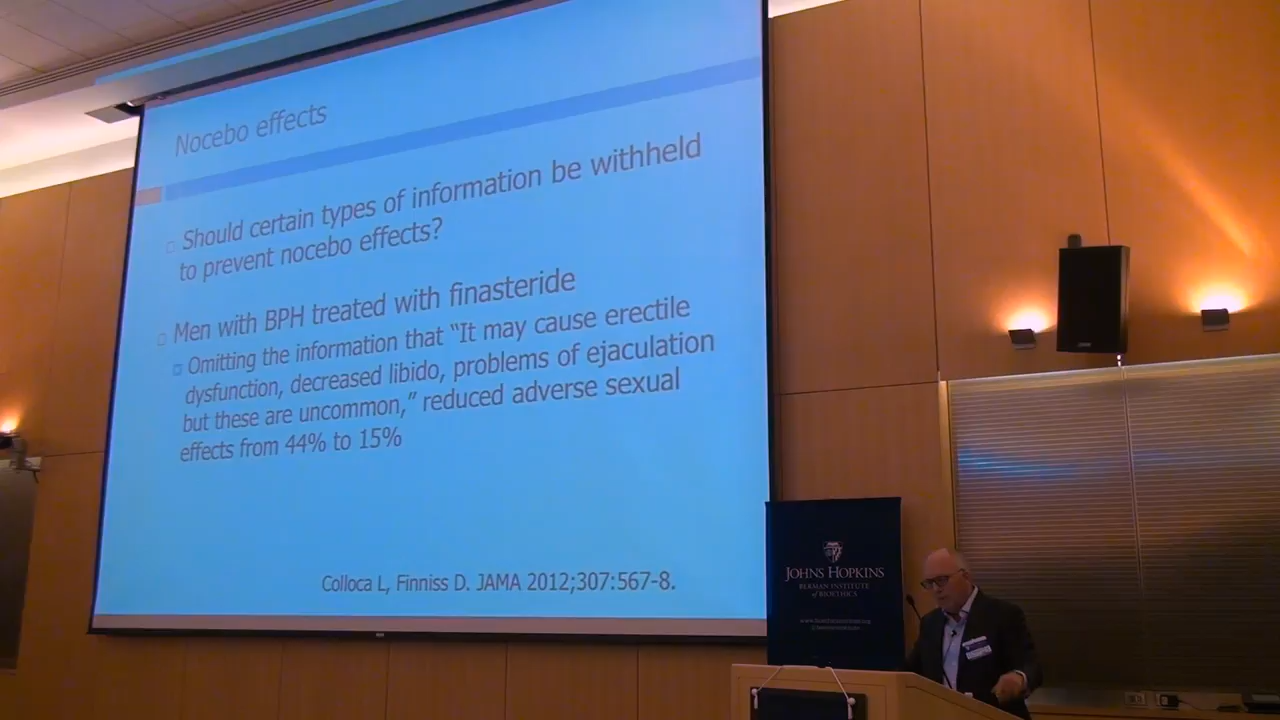 Nocebo effects
Should certain types of information be withheld
to prevent nocebo effects?
Men with BPH treated with finasteride
Omitting the information that “It may cause erectile
dysfunction, decreased libido, problems of ejaculation
but these are uncommon,” reduced adverse sexual
effects from 44% to 15%
Colloca L, Finniss D. JAMA 2012;307:567-8.
JOHNS HOPKINS
BERMAN INSTITUTE
of BIOETHICS